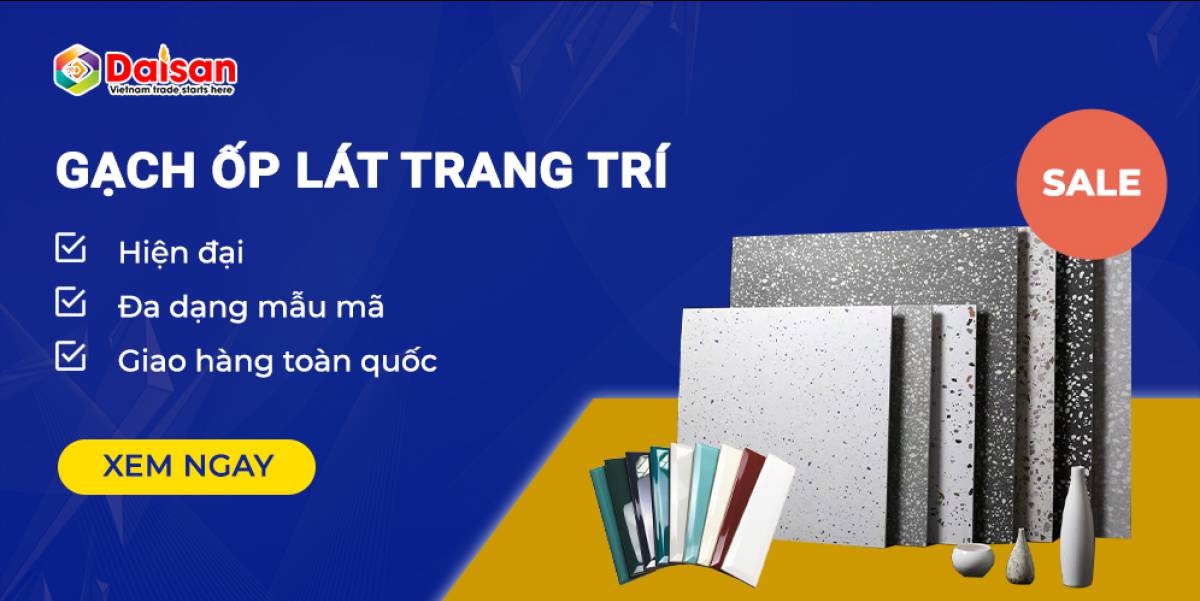 Daisan
Vietnam trade starts here
GẠCH ỐP LÁT TRANG TRÍ
SALE
Hiện đại
Đa dạng mẫu mã
Giao hàng toàn quốc
XEM NGAY